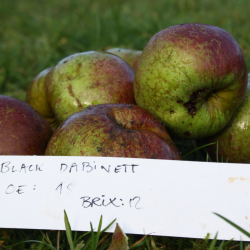 BLACK DABINETT
CE: 1
BRIX: 12